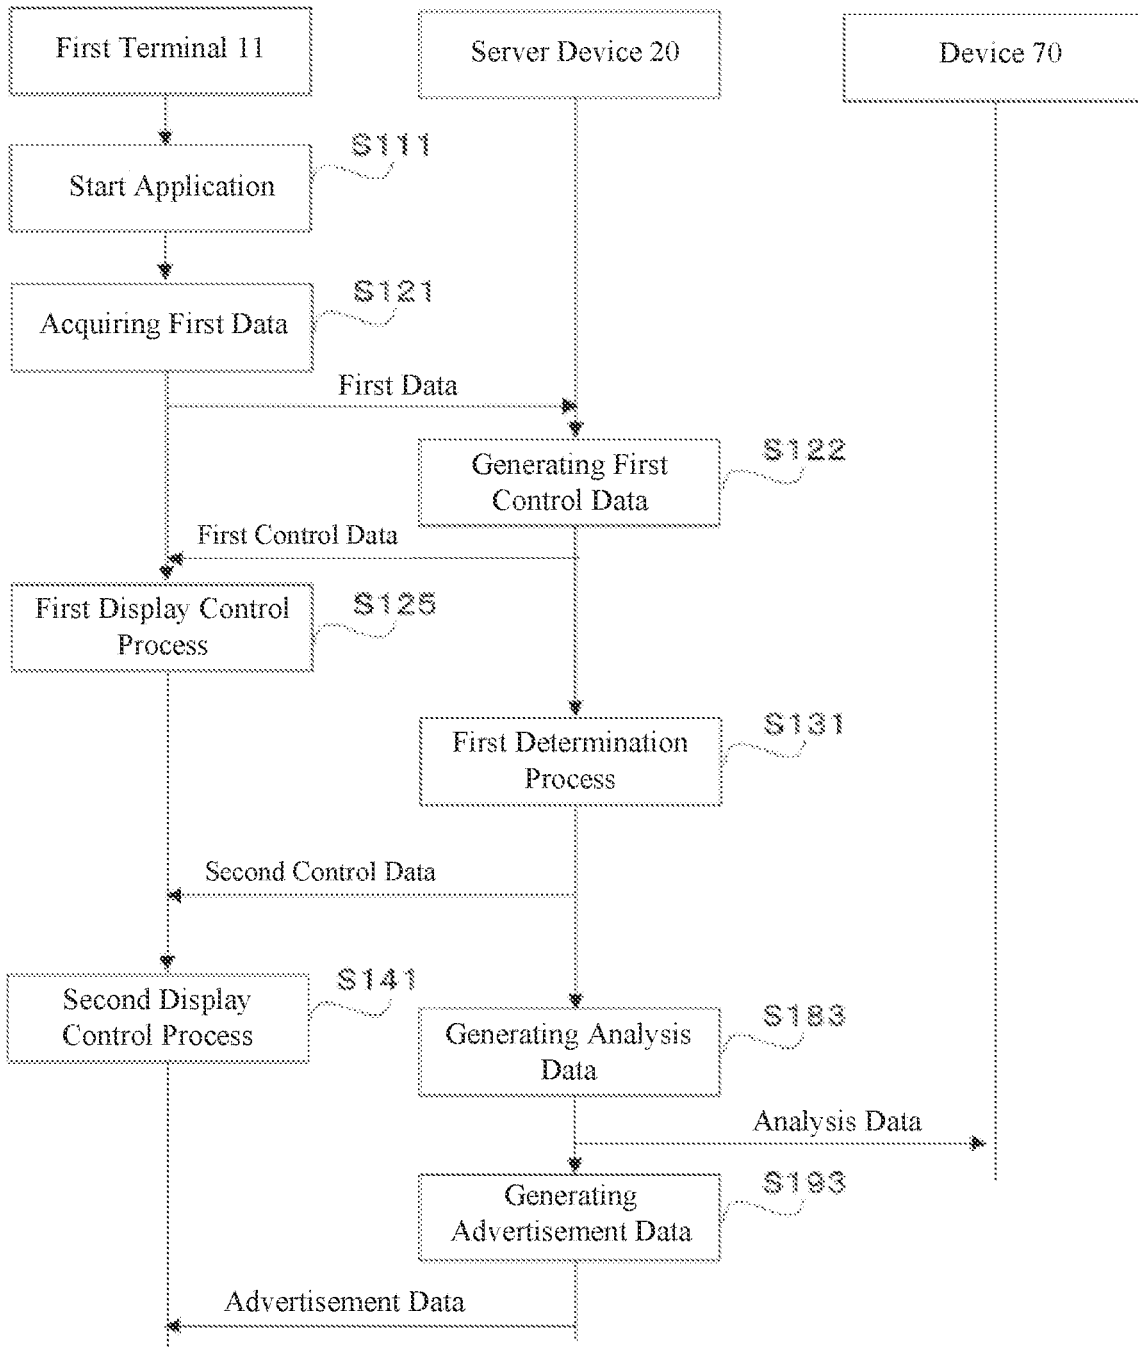 First Terminal 11
Server Device 20
Device 70
S111
Start Application
S121
Acquiring First Data
First Data
S122
Generating First
Control Data
First Control Data
S125
First Display Control
Process
S131
First Determination
Process
Second Control Data
S141
Second Display
Control Process
S183
Generating Analysis
Data
Analysis Data
S193
Generating
Advertisement Data
Advertisement Data